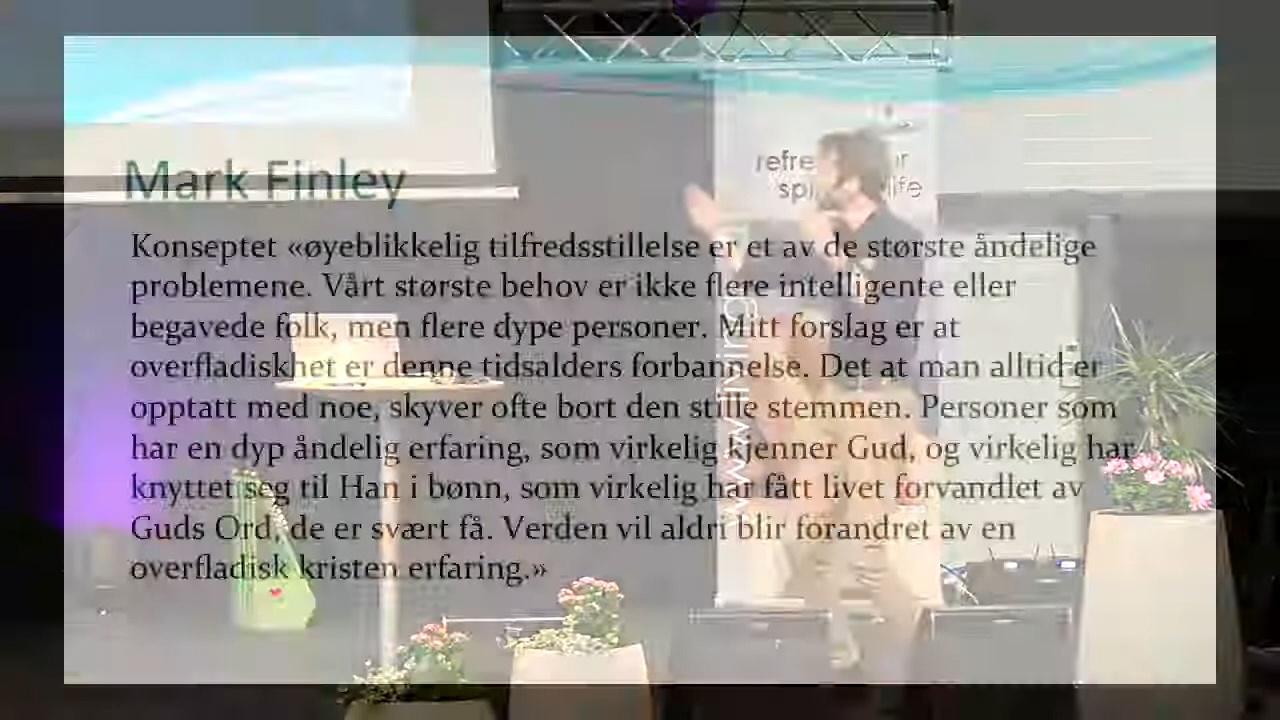 Mark Finley
refre
spi
life
Konseptet «øyeblikkelig tilfredsstillelse er et av de største åndelige
problemene. Vårt største behov er ikke flere intelligente eller
begavede folk, men flere dype personer. Mitt forslag er at
overfladiskhet er denne tidsalders forbannelse. Det at man alltid er
opptatt med noe, skyver ofte bort den stille stemmen. Personer som
har en dyp åndelig erfaring, som virkelig kjenner Gud, og virkelig har
knyttet seg til Han i bønn, som virkelig har fått livet forvandlet av
Guds Ord, de er svært få. Verden vil aldri blir forandret av en
overfladisk kristen erfaring.»